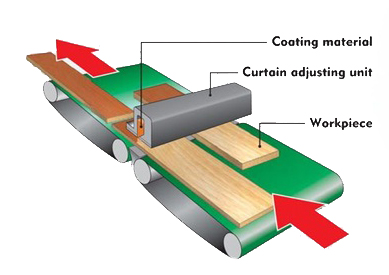 Coating material
Curtain adjusting unit
Workpiece